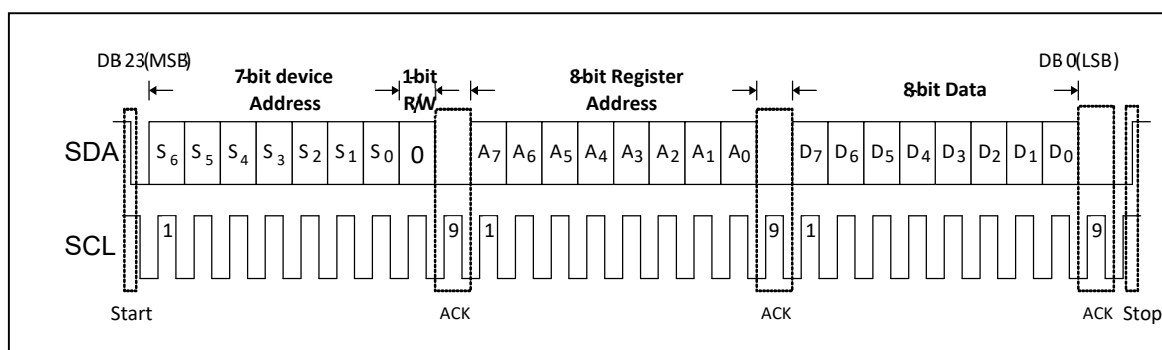 DB 23(MSB) DB 0(LSB)
7-bit device Address 1-bit R/W 8-bit Register Address 8-bit Data
SDA S6 S5 S4 S3 S2 S1 S0 0 A7 A6 A5 A4 A3 A2 A1 A0 D7 D6 D5 D4 D3 D2 D1 D0
SCL 1 9 1 9 1 9
Start ACK ACK ACK Stop